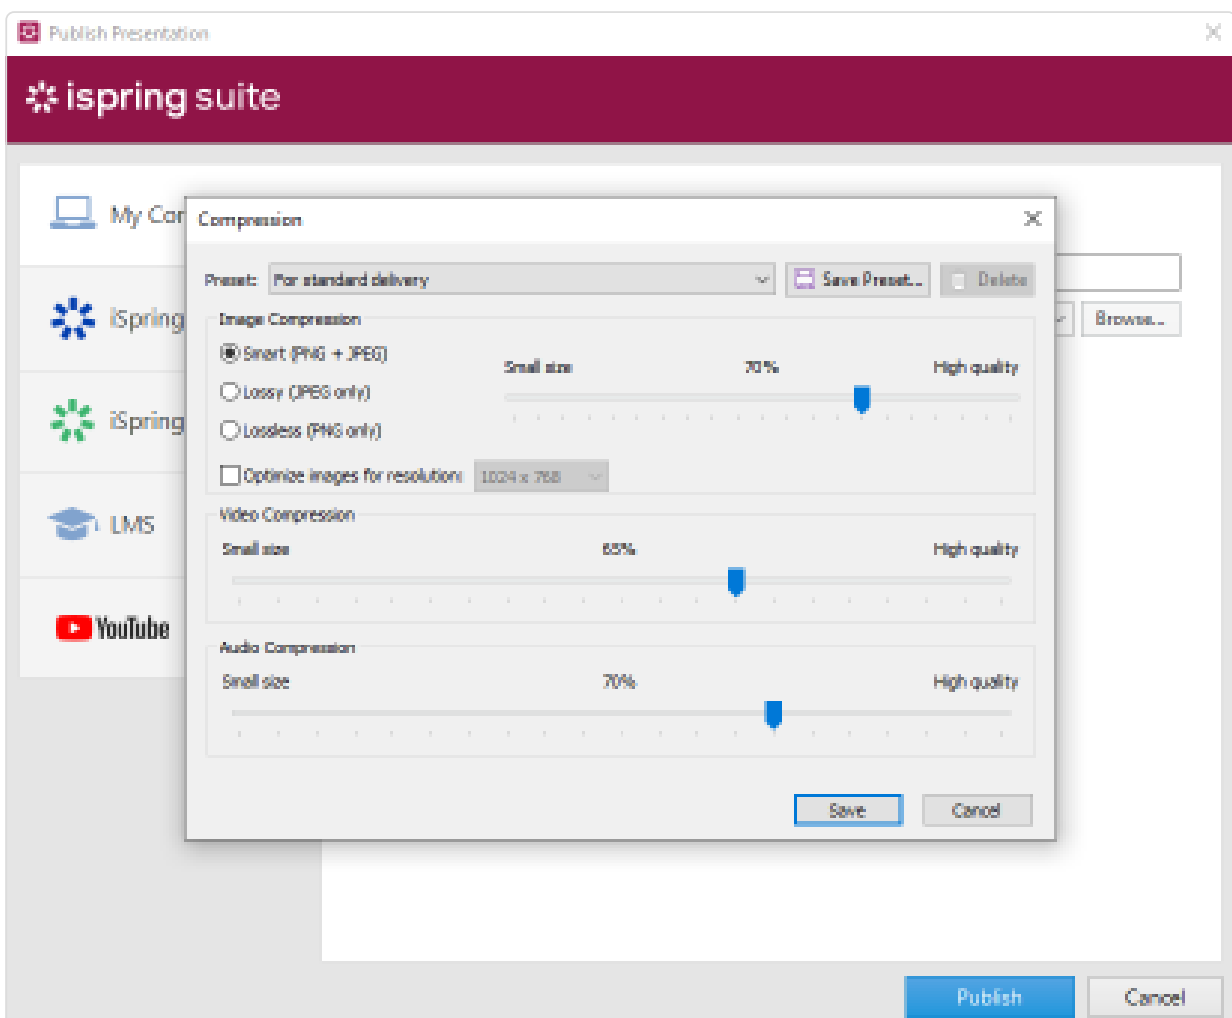 Publish Presentation
ispring suite
My Cor
Compression
Preset: For standard delivery Save Preset... Delete
Image Compression
Smart (PNG + JPEG)
Small size 70% High quality
Lossy (JPEG only)
Lossless (PNG only)
Optimize images for resolution: 1024 x 768
Browse...
iSpring
iSpring
Video Compression
Small size 65% High quality
LMS
YouTube
Audio Compression
Small size 70% High quality
Save Cancel
Publish Cancel